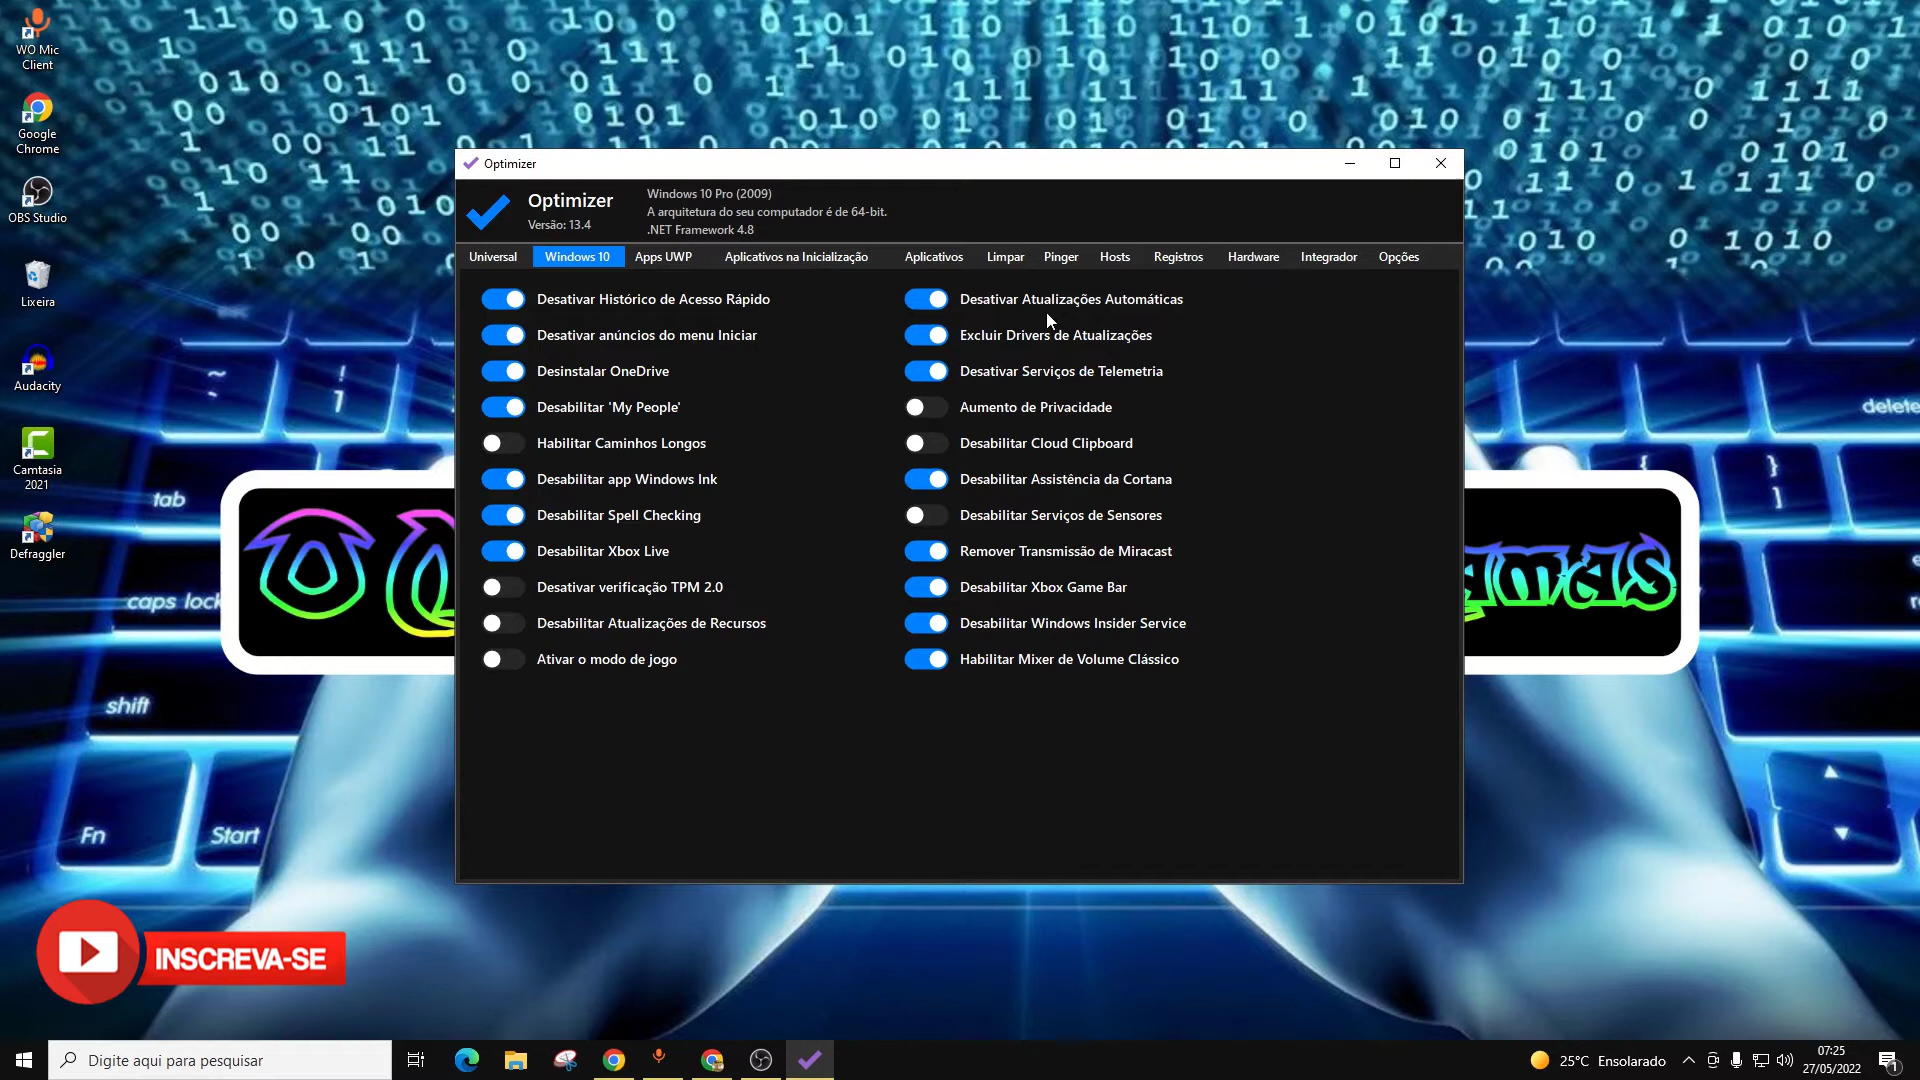 WO Mic
Client
Google
Chrome
OBS Studio
Lixeira
Audacity
Camtasia
2021
Defraggler
Optimizer
Optimizer
Versão: 13.4
Windows 10 Pro (2009)
A arquitetura do seu computador é de 64-bit.
.NET Framework 4.8
Universal
Windows 10
Apps UWP
Aplicativos na Inicialização
Aplicativos
Limpar
Pinger
Hosts
Registros
Hardware
Integrador
Opções
Desativar Histórico de Acesso Rápido
Desativar anúncios do menu Iniciar
Desinstalar OneDrive
Desabilitar 'My People'
Habilitar Caminhos Longos
Desabilitar app Windows Ink
Desabilitar Spell Checking
Desabilitar Xbox Live
Desativar verificação TPM 2.0
Desabilitar Atualizações de Recursos
Ativar o modo de jogo
Desativar Atualizações Automáticas
Excluir Drivers de Atualizações
Desativar Serviços de Telemetria
Aumento de Privacidade
Desabilitar Cloud Clipboard
Desabilitar Assistência da Cortana
Desabilitar Serviços de Sensores
Remover Transmissão de Miracast
Desabilitar Xbox Game Bar
Desabilitar Windows Insider Service
Habilitar Mixer de Volume Clássico
tab
caps lock
shift
Fn
Start
delete
INSCREVA-SE
Digite aqui para pesquisar
25°C Ensolarado
07:25
27/05/2022
1